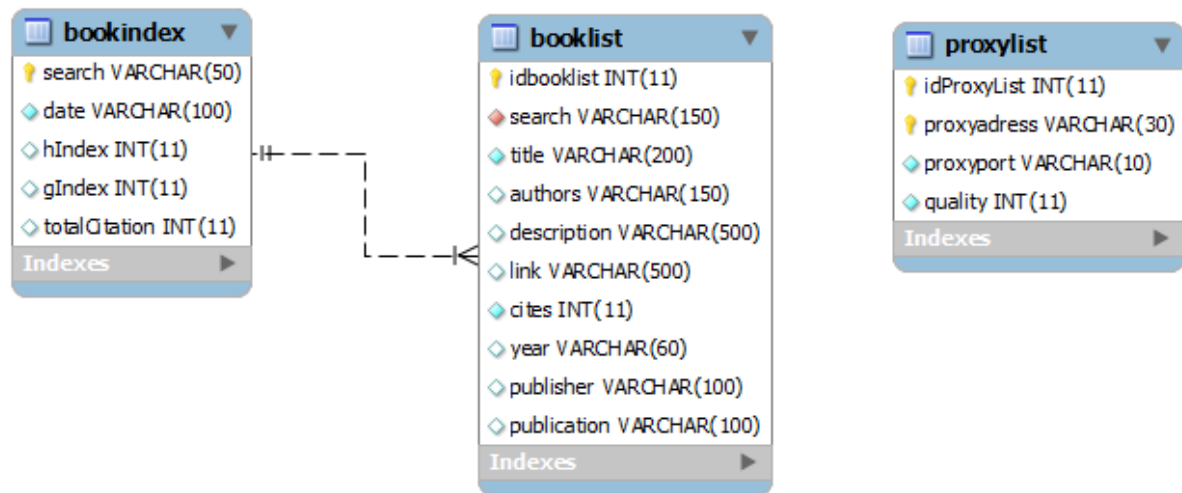 bookindex
search VARCHAR(50)
date VARCHAR(100)
hIndex INT(11)
gIndex INT(11)
totalCitation INT(11)
Indexes
booklist
idbooklist INT(11)
search VARCHAR(150)
title VARCHAR(200)
authors VARCHAR(150)
description VARCHAR(500)
link VARCHAR(500)
cites INT(11)
year VARCHAR(60)
publisher VARCHAR(100)
publication VARCHAR(100)
Indexes
proxylist
idProxyList INT(11)
proxyadress VARCHAR(30)
proxyport VARCHAR(10)
quality INT(11)
Indexes